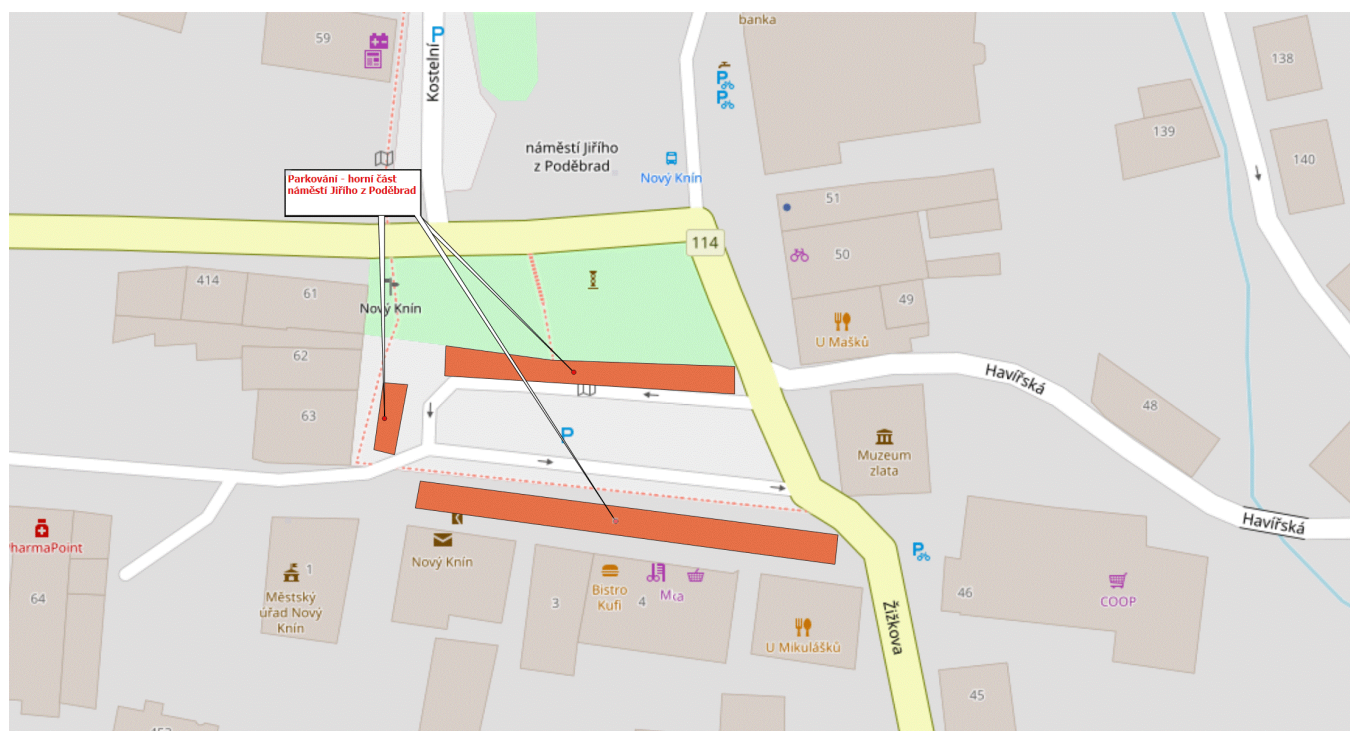 banka
59
P
Kostelní
P
P
138
139
140
náměstí Jiřího
z Poděbrad
Nový Knín
Parkování - horní část
náměstí Jiřího z Poděbrad
51
114
50
414
61
49
Nový Knín
U Mašků
62
Havířská
63
48
P
Muzeum
zlata
Havířská
PharmaPoint
Nový Knín
P
1
Bistro
Kufi
4
3
COOP
46
64
Městský
úřad Nový
Knín
Žižkova
U Mikulášků
45